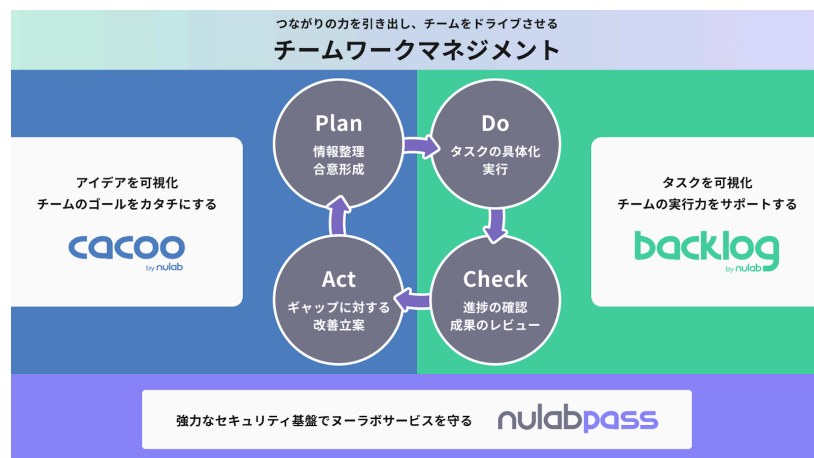 つながりの力を引き出し、チームをドライブさせる
チームワークマネジメント
Plan
情報整理
合意形成
Do
タスクの具体化
実行
アイデアを可視化
チームのゴールをカタチにする
cacoo
by nulab
タスクを可視化
チームの実行力をサポートする
backlog
by nulab
Act
ギャップに対する
改善立案
Check
進捗の確認
成果のレビュー
強力なセキュリティ基盤でヌーラボサービスを守る
nulabpass